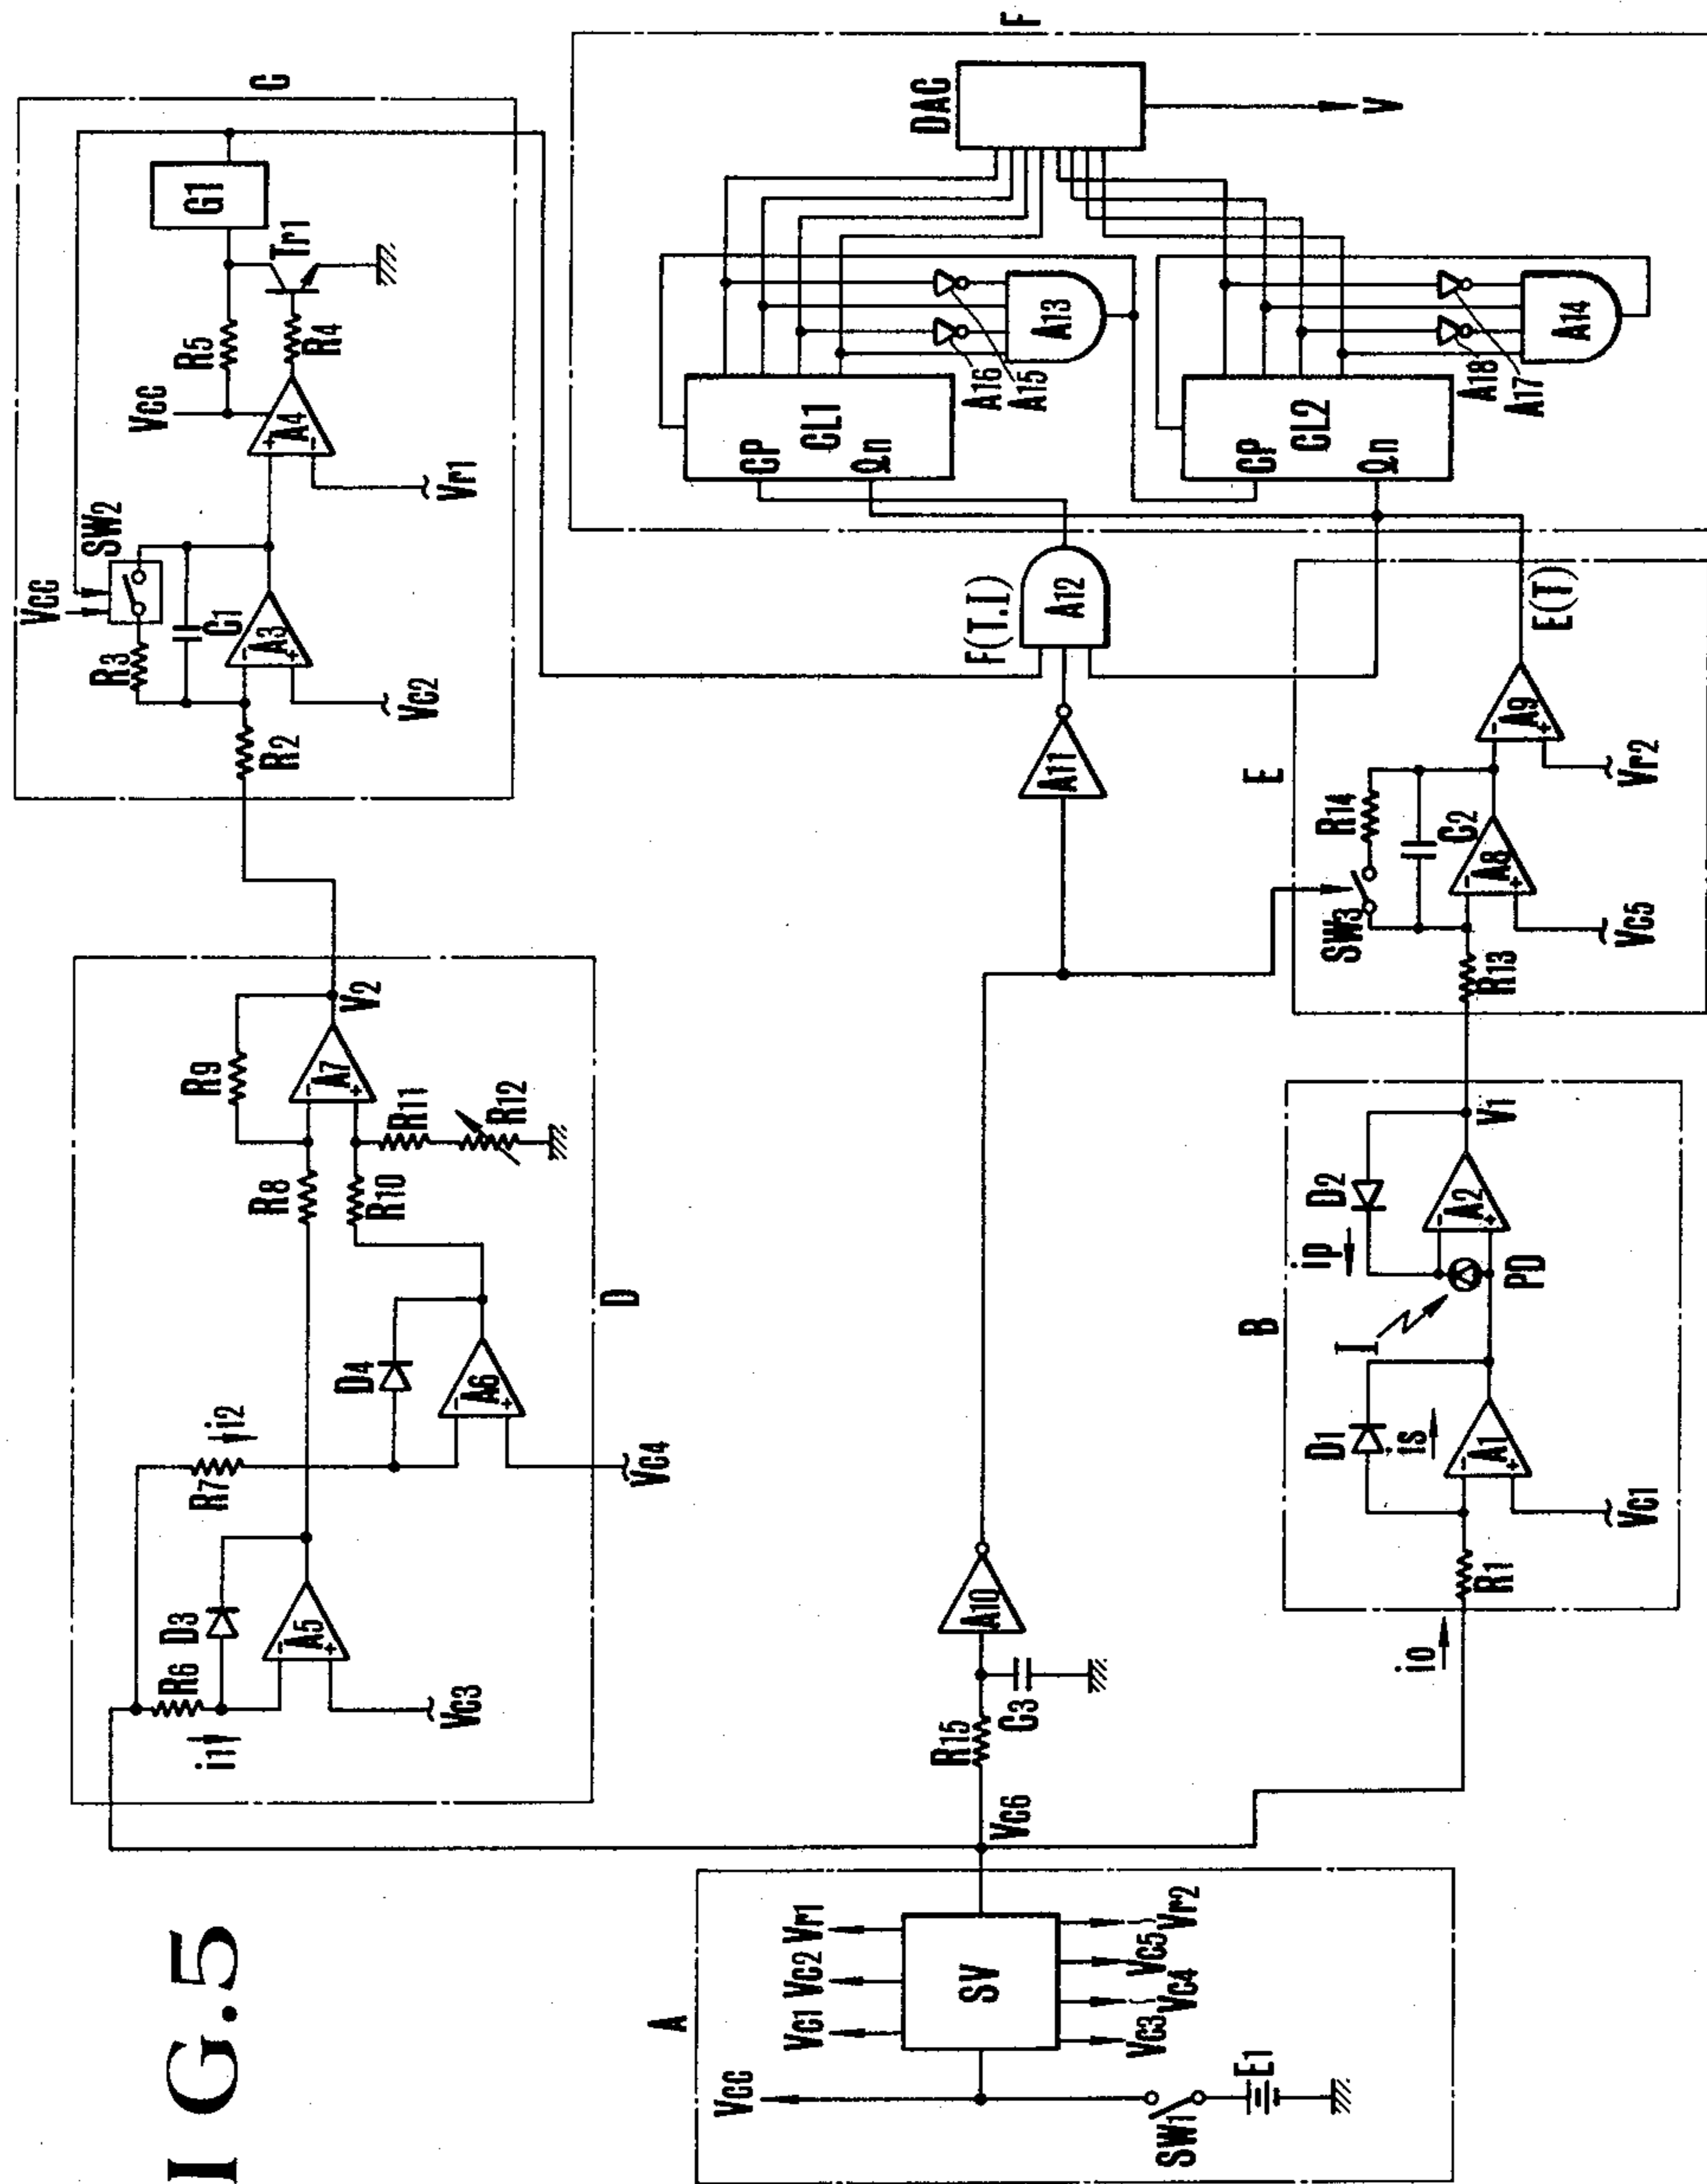 I G.5
A
VCC
SW1
E1
SV
VC1
VC2
Vr1
VC3
VC4
VC5
Vr2
VC6
R15
C3
A10
A11
D
i1
R6
D3
A5
VC3
R7
i2
D4
A6
VC4
R8
R10
R9
A7
R11
R12
V2
B
i0
R1
D1
is
A1
VC1
I
PD
ip
D2
A2
V1
E
R13
SW3
R14
C2
A8
VC5
A9
Vr2
E(T)
C
R2
R3
SW2
VCC
C1
A3
VC2
VCC
R5
A4
Vr1
R4
Tr1
G1
F(T.I)
A12
F
CP
CL1
Qn
A16
A15
A13
CP
CL2
Qn
A18
A17
A14
DAC
V